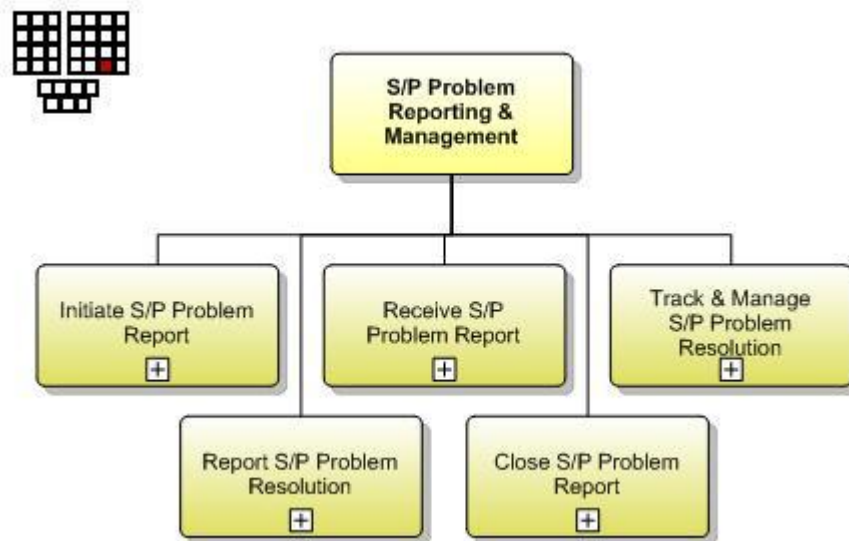 S/P Problem
Reporting &
Management
Initiate S/P Problem
Report
Receive S/P
Problem Report
Track & Manage
S/P Problem
Resolution
Report S/P Problem
Resolution
Close S/P Problem
Report